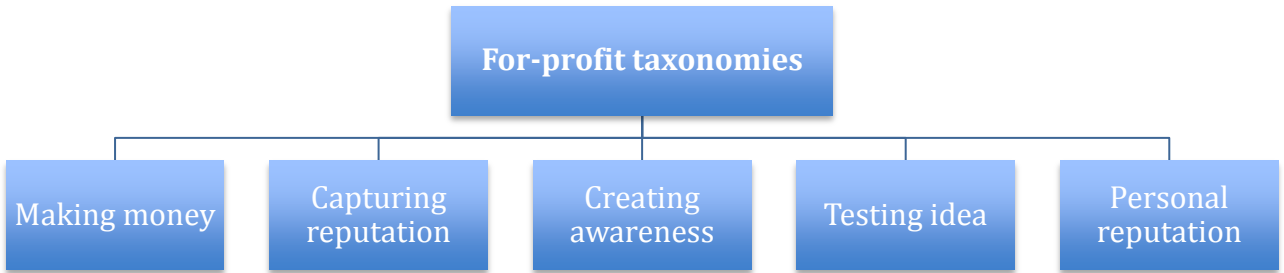 For-profit taxonomies
Making money
Capturing
reputation
Creating
awareness
Testing idea
Personal
reputation